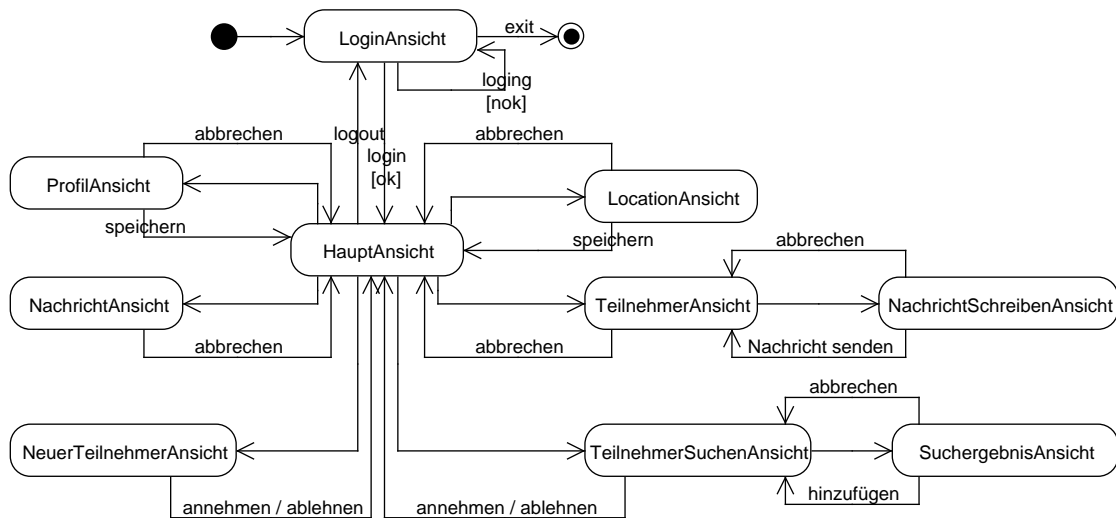 exit
LoginAnsicht
loging
[nok]
abbrechen
logout
abbrechen
login
[ok]
ProfilAnsicht
LocationAnsicht
speichern
speichern
HauptAnsicht
abbrechen
NachrichtAnsicht
TeilnehmerAnsicht
NachrichtSchreibenAnsicht
abbrechen
abbrechen
Nachricht senden
abbrechen
NeuerTeilnehmerAnsicht
TeilnehmerSuchenAnsicht
SuchergebnisAnsicht
hinzufügen
annehmen / ablehnen
annehmen / ablehnen